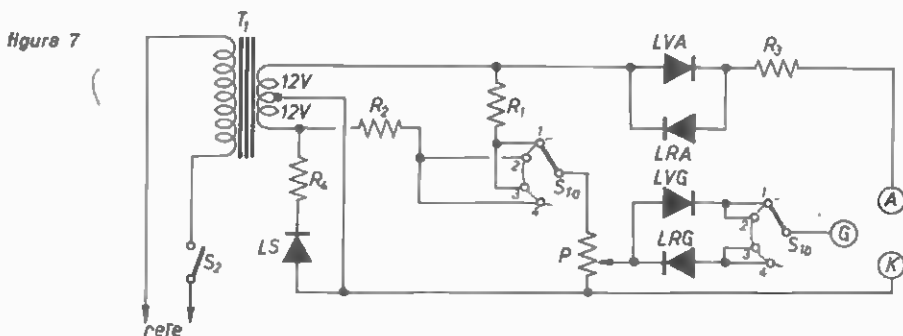 figura 7
T1
12V
12V
R2
R1
R4
LS
S2
rete
1
2
3
4
S1a
P
LVA
LRA
R3
LVG
LRG
1
2
3
4
S1b
A
G
K